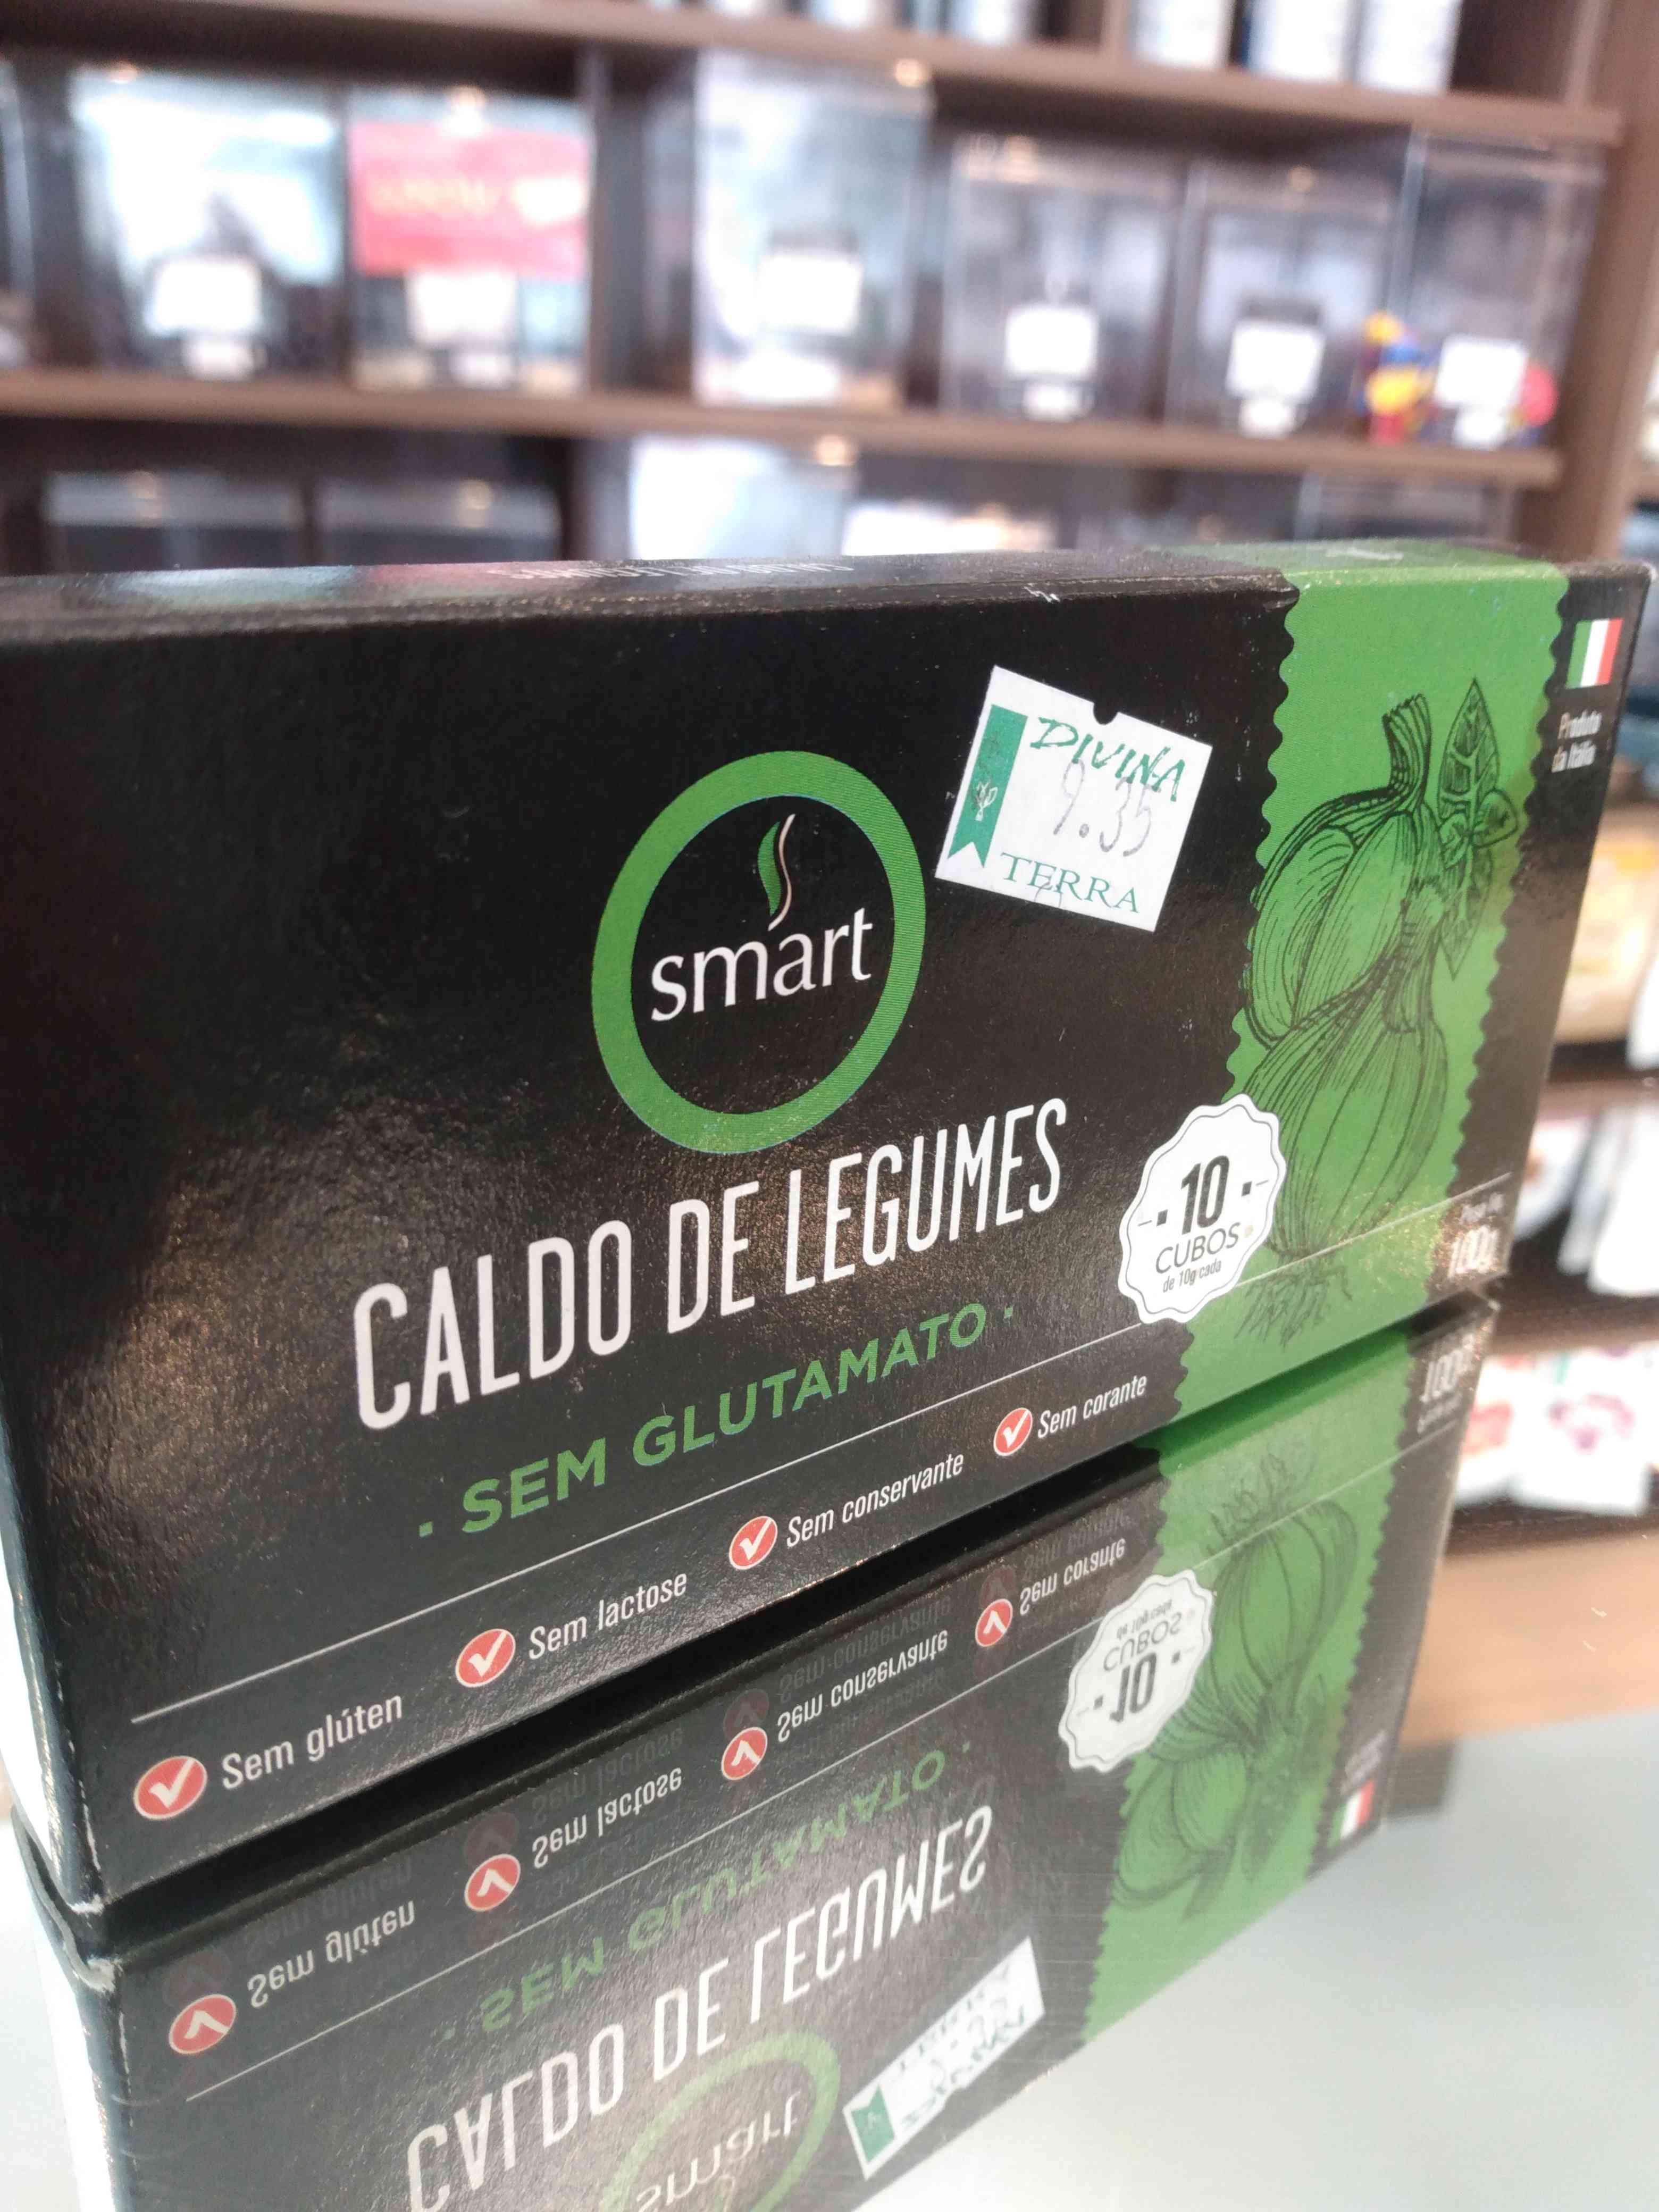 DIVINA
9.35
TERRA
Produto
da Itália
smart
CALDO DE LEGUMES
· SEM GLUTAMATO ·
10
CUBOS
de 10g cada
100g
Sem glúten
Sem lactose
Sem conservante
Sem corante